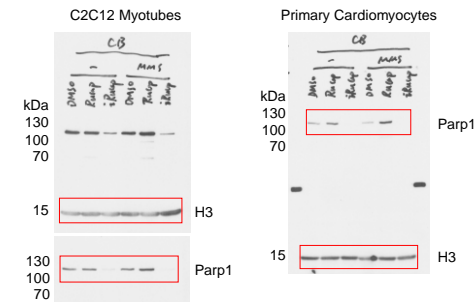 C2C12 Myotubes
CB
- MMS
DMSO Rucap iRucap DMSO Rucap iRucap
kDa
130
100
70
15 H3
130
100 Parp1
70
Primary Cardiomyocytes
CB
- MMS
DMSO Rucap iRucap DMSO Rucap iRucap
kDa
130
100 Parp1
70
15 H3